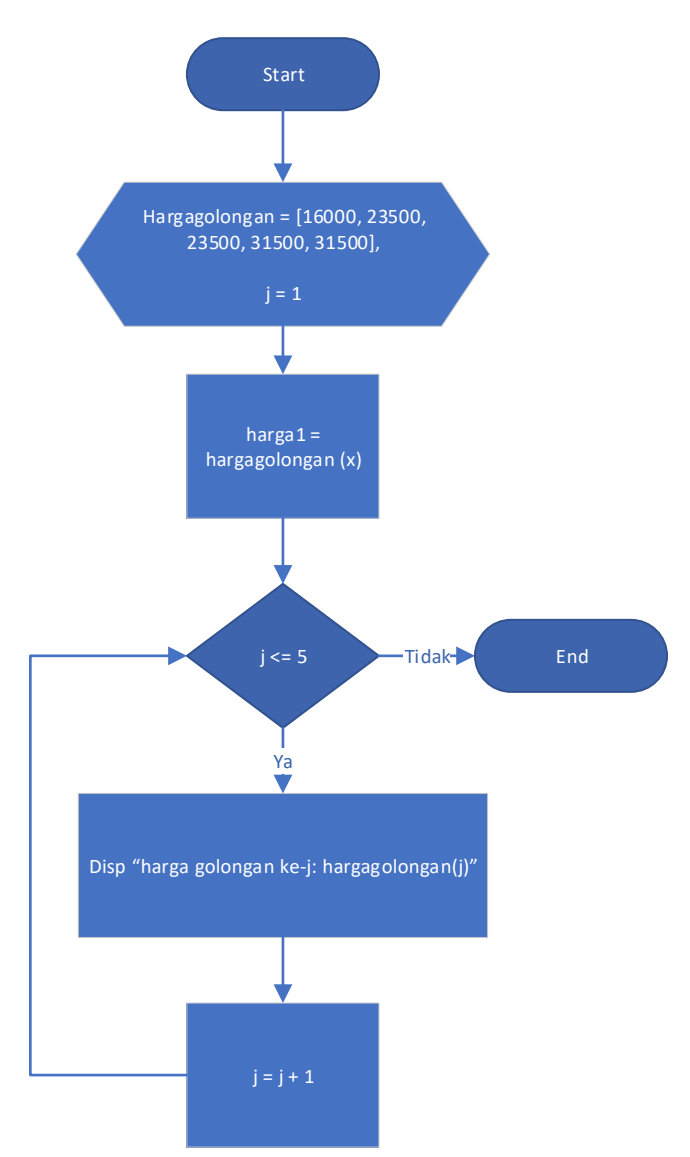 Start
Hargagolongan = [16000, 23500,
23500, 31500, 31500],
j = 1
harga1 =
hargagolongan (x)
j <= 5
Tidak
End
Ya
Disp “harga golongan ke-j: hargagolongan(j)”
j = j + 1